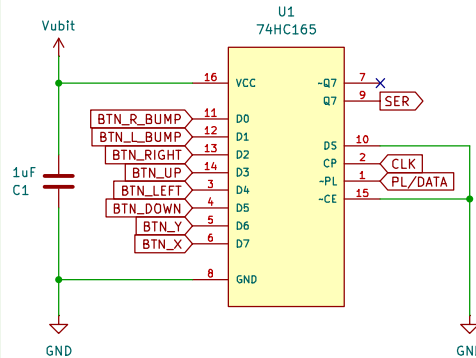 U1
74HC165
Vubit
16 VCC
~Q7 7
Q7 9 SER
BTN_R_BUMP 11 D0
BTN_L_BUMP 12 D1
BTN_RIGHT 13 D2
BTN_UP 14 D3
BTN_LEFT 3 D4
BTN_DOWN 4 D5
BTN_Y 5 D6
BTN_X 6 D7
DS 10
CP 2 CLK
~PL 1 PL/DATA
~CE 15
1uF
C1
8 GND
GND
GN